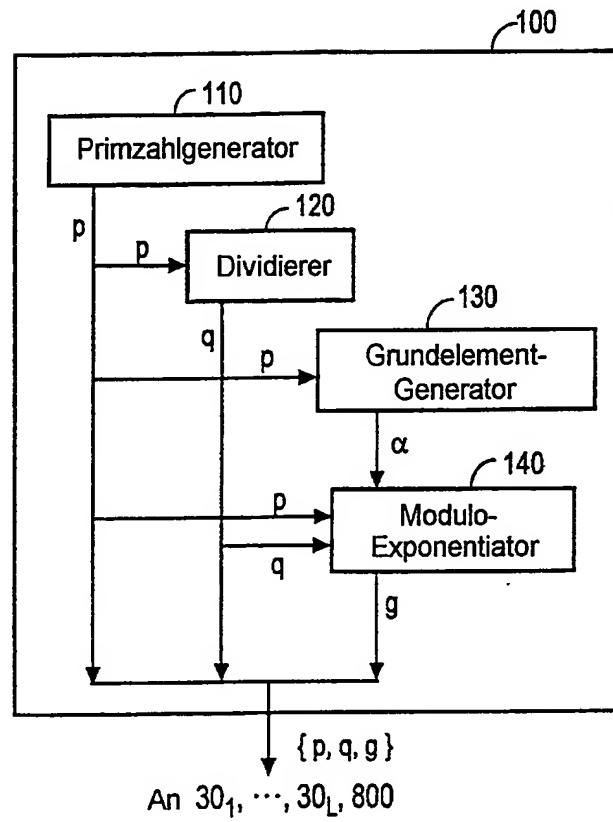 100
110
Primzahlgenerator
120
p
p
Dividierer
130
q
Grundelement-
Generator
p
α
140
p
Modulo-
Exponentiator
q
g
{p, q, g}
An 30₁, ···, 30L, 800